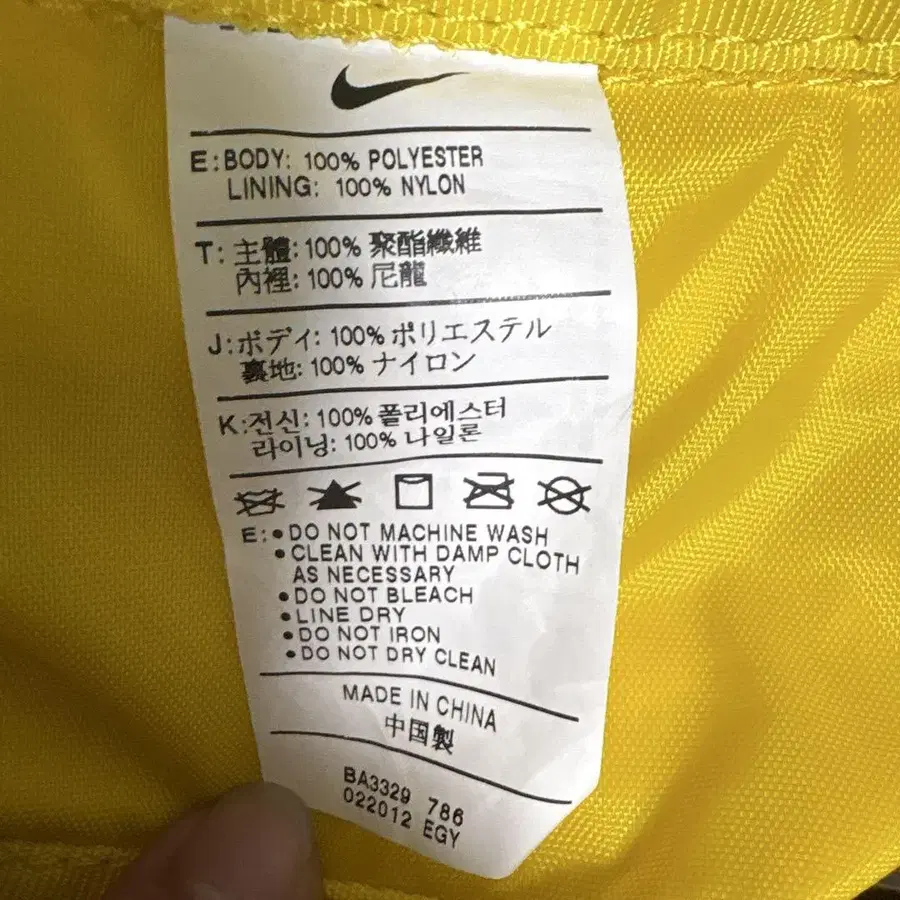 E: BODY: 100% POLYESTER
LINING: 100% NYLON
T: 主體: 100% 聚酯纖維
內裡: 100% 尼龍
J: ボディ: 100% ポリエステル
裏地: 100% ナイロン
K: 전신: 100% 폴리에스터
라이닝: 100% 나일론
E: • DO NOT MACHINE WASH
• CLEAN WITH DAMP CLOTH
AS NECESSARY
• DO NOT BLEACH
• LINE DRY
• DO NOT IRON
• DO NOT DRY CLEAN
MADE IN CHINA
中国製
BA3329 786
022012 EGY